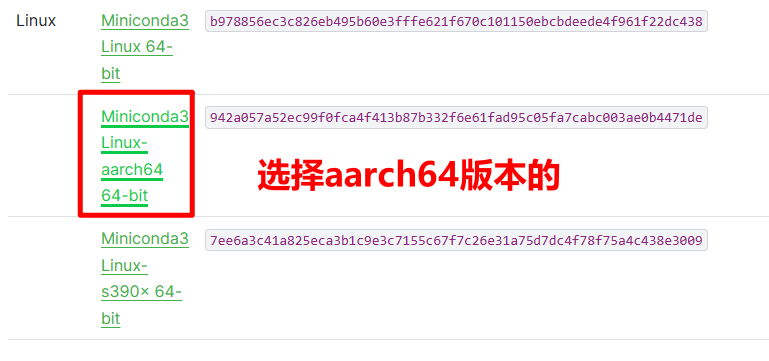 Linux
Miniconda3
Linux 64-
bit
b978856ec3c826eb495b60e3fffe621f670c101150ebcbdeede4f961f22dc438
Miniconda3
Linux-
aarch64
64-bit
942a057a52ec99f0fca4f413b87b332f6e61fad95c05fa7cabc003ae0b4471de
选择aarch64版本的
Miniconda3
Linux-
s390× 64-
bit
7ee6a3c41a825eca3b1c9e3c7155c67f7c26e31a75d7dc4f78f75a4c438e3009